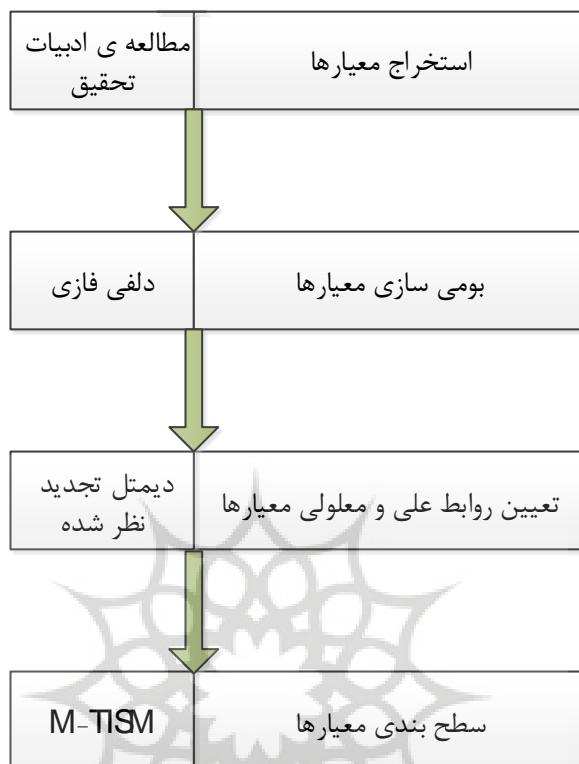 استخراج معیارها
مطالعه ی ادبیات
تحقیق
بومی سازی معیارها
دلفی فازی
تعیین روابط علی و معلولی معیارها
دیمتل تجدید
نظر شده
سطح بندی معیارها
M-TISM